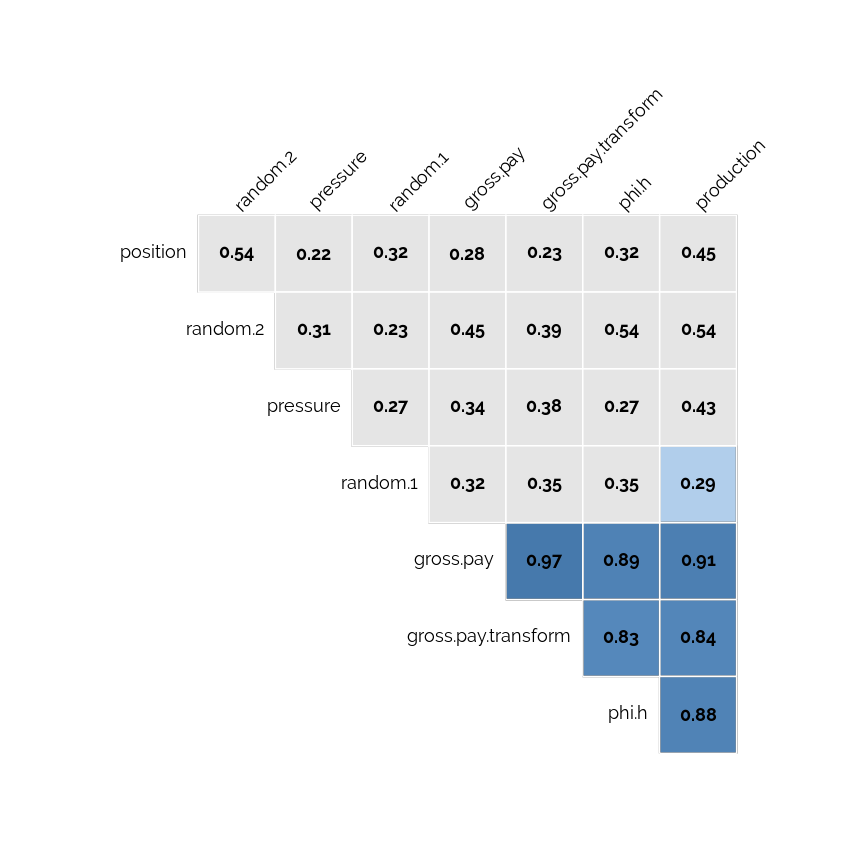 random.2 pressure random.1 gross.pay gross.pay.transform phi.h production
position 0.54 0.22 0.32 0.28 0.23 0.32 0.45
random.2 0.31 0.23 0.45 0.39 0.54 0.54
pressure 0.27 0.34 0.38 0.27 0.43
random.1 0.32 0.35 0.35 0.29
gross.pay 0.97 0.89 0.91
gross.pay.transform 0.83 0.84
phi.h 0.88